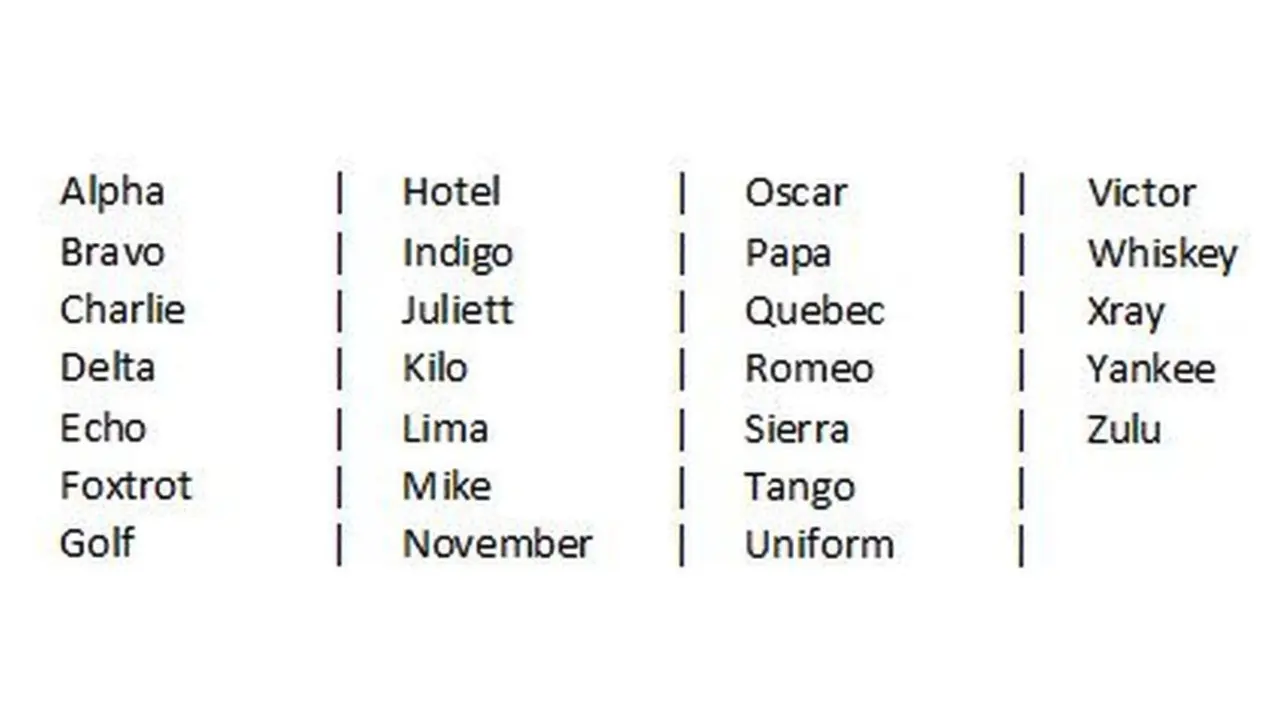 Alpha | Hotel | Oscar | Victor
Bravo | Indigo | Papa | Whiskey
Charlie | Juliett | Quebec | Xray
Delta | Kilo | Romeo | Yankee
Echo | Lima | Sierra | Zulu
Foxtrot | Mike | Tango |
Golf | November | Uniform |